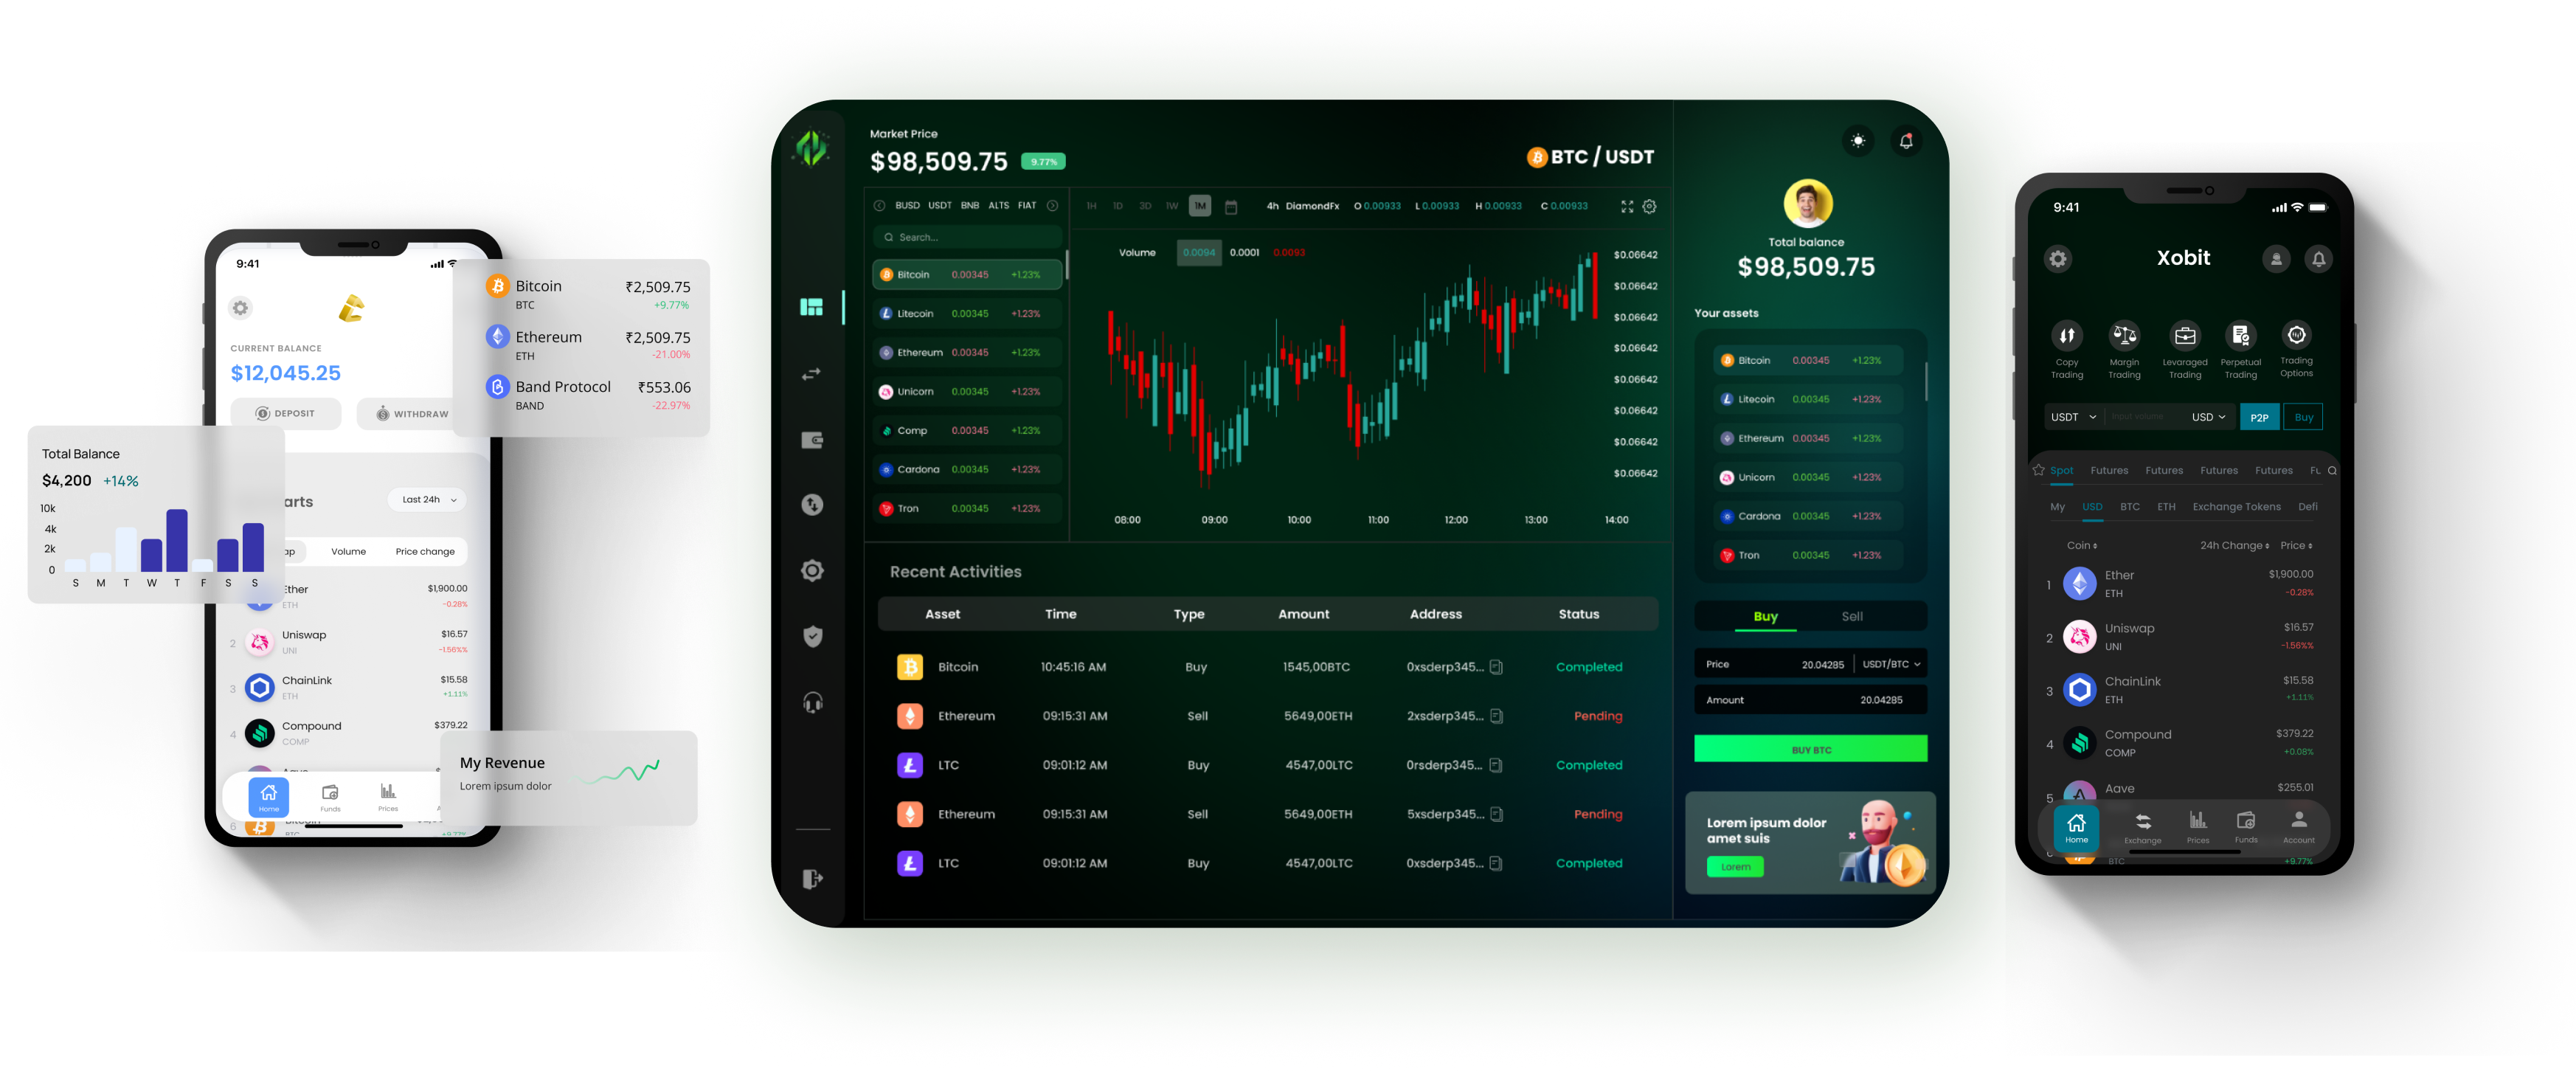 9:41
CURRENT BALANCE
$12,045.25
DEPOSIT
WITHDRAW
Bitcoin ₹2,509.75
BTC +9.77%
Ethereum ₹2,509.75
ETH -21.00%
Band Protocol ₹553.06
BAND -22.97%
Total Balance
$4,200 +14%
10k
4k
2k
0
S M T W T F S S
arts
Last 24h
ap Volume Price change
Ether $1,900.00
ETH -0.28%
2 Uniswap $16.57
UNI -1.56%%
3 ChainLink $15.58
ETH +1.11%
4 Compound $379.22
COMP
My Revenue
Lorem ipsum dolor
Home Funds Prices
6 Bitcoin
BTC +9.77%
Market Price
$98,509.75 9.77%
BTC / USDT
BUSD USDT BNB ALTS FIAT
Search...
Bitcoin 0.00345 +1.23%
Litecoin 0.00345 +1.23%
Ethereum 0.00345 +1.23%
Unicorn 0.00345 +1.23%
Comp 0.00345 +1.23%
Cardona 0.00345 +1.23%
Tron 0.00345 +1.23%
1H 1D 3D 1W 1M
4h DiamondFx O 0.00933 L 0.00933 H 0.00933 C 0.00933
Volume 0.0094 0.0001 0.0093
$0.06642
$0.06642
$0.06642
$0.06642
$0.06642
$0.06642
$0.06642
$0.06642
08:00 09:00 10:00 11:00 12:00 13:00 14:00
Recent Activities
Asset Time Type Amount Address Status
Bitcoin 10:45:16 AM Buy 1545,00BTC 0xsderp345... Completed
Ethereum 09:15:31 AM Sell 5649,00ETH 2xsderp345... Pending
LTC 09:01:12 AM Buy 4547,00LTC 0rsderp345... Completed
Ethereum 09:15:31 AM Sell 5649,00ETH 5xsderp345... Pending
LTC 09:01:12 AM Buy 4547,00LTC 0xsderp345... Completed
Total balance
$98,509.75
Your assets
Bitcoin 0.00345 +1.23%
Litecoin 0.00345 +1.23%
Ethereum 0.00345 +1.23%
Unicorn 0.00345 +1.23%
Cardona 0.00345 +1.23%
Tron 0.00345 +1.23%
Buy Sell
Price 20.04285 USDT/BTC
Amount 20.04285
BUY BTC
Lorem ipsum dolor
amet suis
Lorem
9:41
Xobit
Copy Trading
Margin Trading
Levaraged Trading
Perpetual Trading
Trading Options
USDT Input volume USD P2P Buy
Spot Futures Futures Futures Futures Fu
My USD BTC ETH Exchange Tokens Defi
Coin 24h Change Price
1 Ether $1,900.00
ETH -0.28%
2 Uniswap $16.57
UNI -1.56%%
3 ChainLink $15.58
ETH +1.11%
4 Compound $379.22
COMP +0.08%
5 Aave $255.01
Home Exchange Prices Funds Account
BTC +9.77%